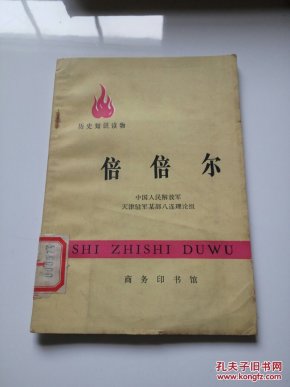 历史知识读物
倍倍尔
中国人民解放军
天津驻军某部八连理论组
SHI ZHISHI DUWU
商务印书馆
孔夫子旧书网